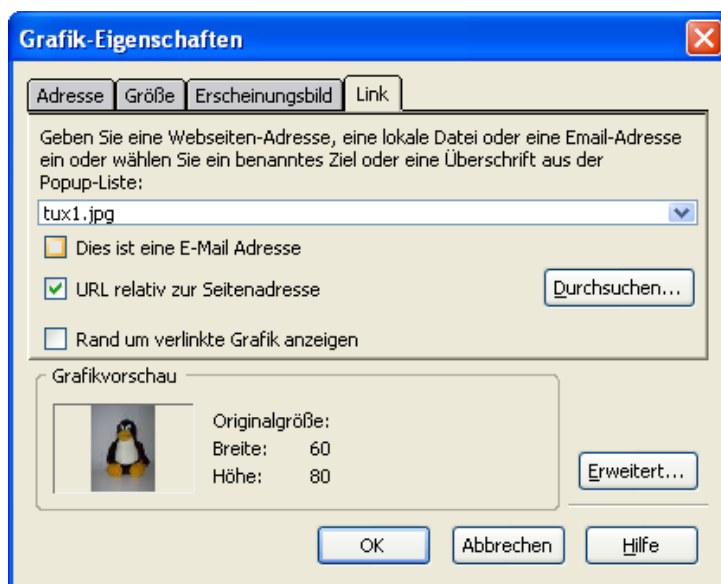 Grafik-Eigenschaften
Adresse Größe Erscheinungsbild Link
Geben Sie eine Webseiten-Adresse, eine lokale Datei oder eine Email-Adresse
ein oder wählen Sie ein benanntes Ziel oder eine Überschrift aus der
Popup-Liste:
tux1.jpg
Dies ist eine E-Mail Adresse
URL relativ zur Seitenadresse
Durchsuchen...
Rand um verlinkte Grafik anzeigen
Grafikvorschau
Originalgröße:
Breite: 60
Höhe: 80
Erweitert...
OK Abbrechen Hilfe